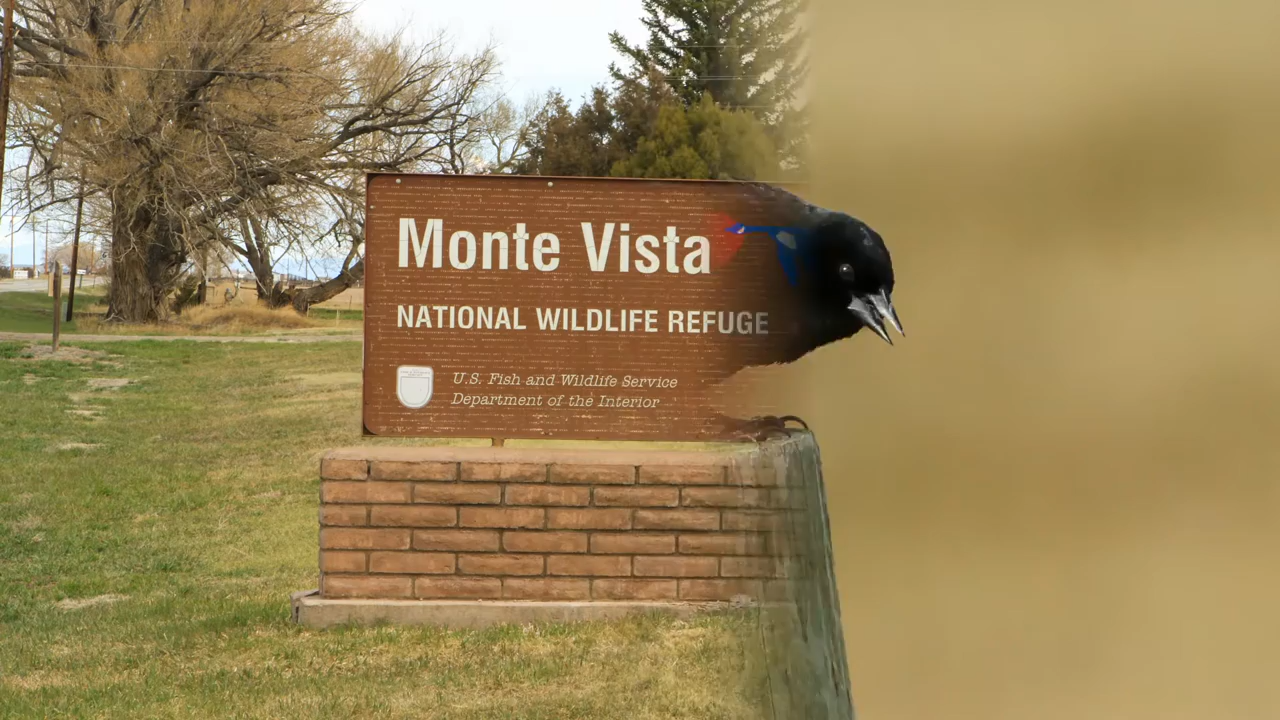 Monte Vista
NATIONAL WILDLIFE REFUGE
U.S. Fish and Wildlife Service
Department of the Interior